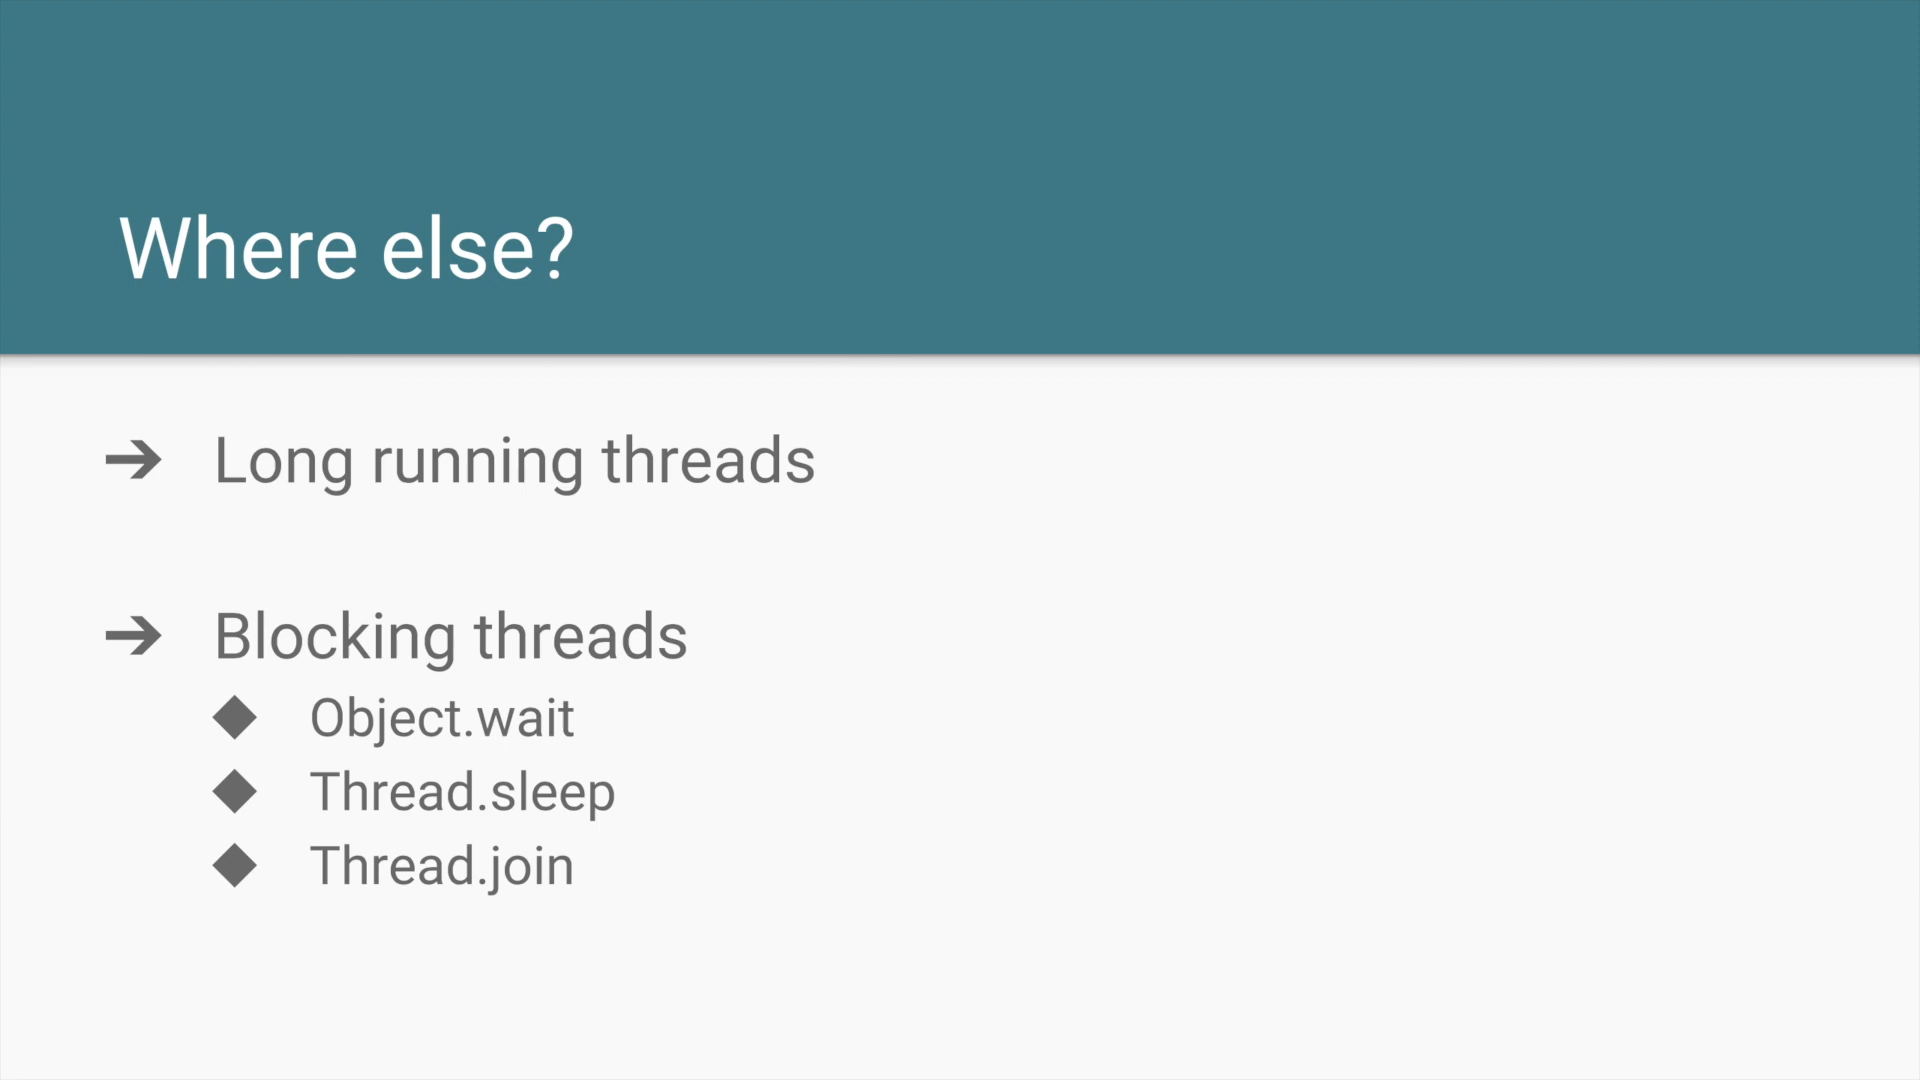 Where else?
➔ Long running threads
➔ Blocking threads
◆ Object.wait
◆ Thread.sleep
◆ Thread.join